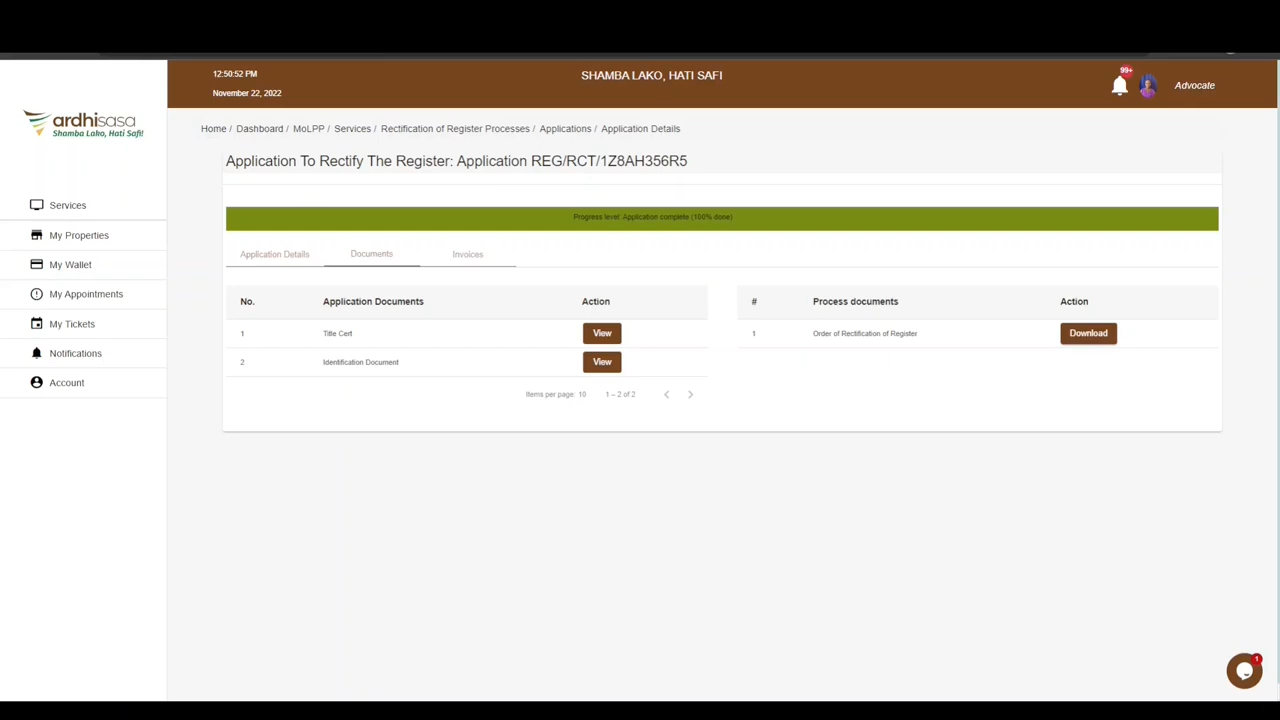 12:50:52 PM
November 22, 2022
SHAMBA LAKO, HATI SAFI
99+
Advocate
ardhisasa
Shamba Lako, Hati Safi!
Services
My Properties
My Wallet
My Appointments
My Tickets
Notifications
Account
Home / Dashboard / MoLPP / Services / Rectification of Register Processes / Applications / Application Details
Application To Rectify The Register: Application REG/RCT/1Z8AH356R5
Progress level: Application complete (100% done)
Application Details Documents Invoices
No. Application Documents Action
1 Title Cert View
2 Identification Document View
Items per page: 10 1 – 2 of 2
# Process documents Action
1 Order of Rectification of Register Download
1